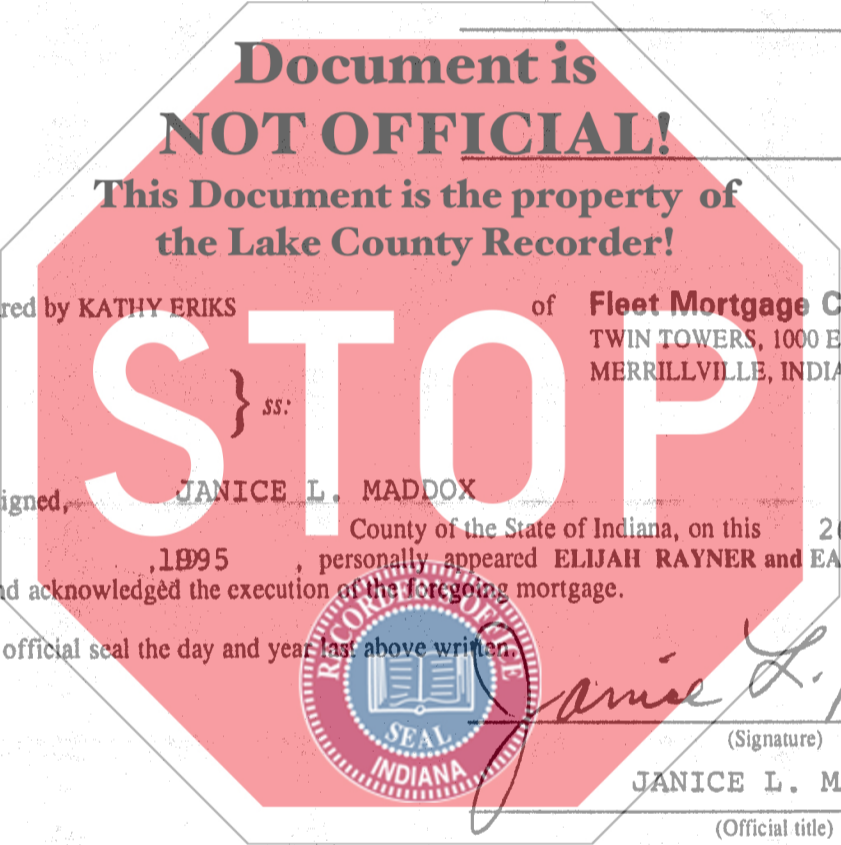 Document is
NOT OFFICIAL!
This Document is the property of
the Lake County Recorder!
red by KATHY ERIKS of Fleet Mortgage C
TWIN TOWERS, 1000 E
MERRILLVILLE, INDIA
STOP
} ss:
igned, JANICE L. MADDOX
County of the State of Indiana, on this 2
,1995 , personally appeared ELIJAH RAYNER and EA
nd acknowledged the execution of the foregoing mortgage.
official seal the day and year last above written.
RECORDER'S OFFICE
SEAL
INDIANA
Janice L.
(Signature)
JANICE L. M
(Official title)